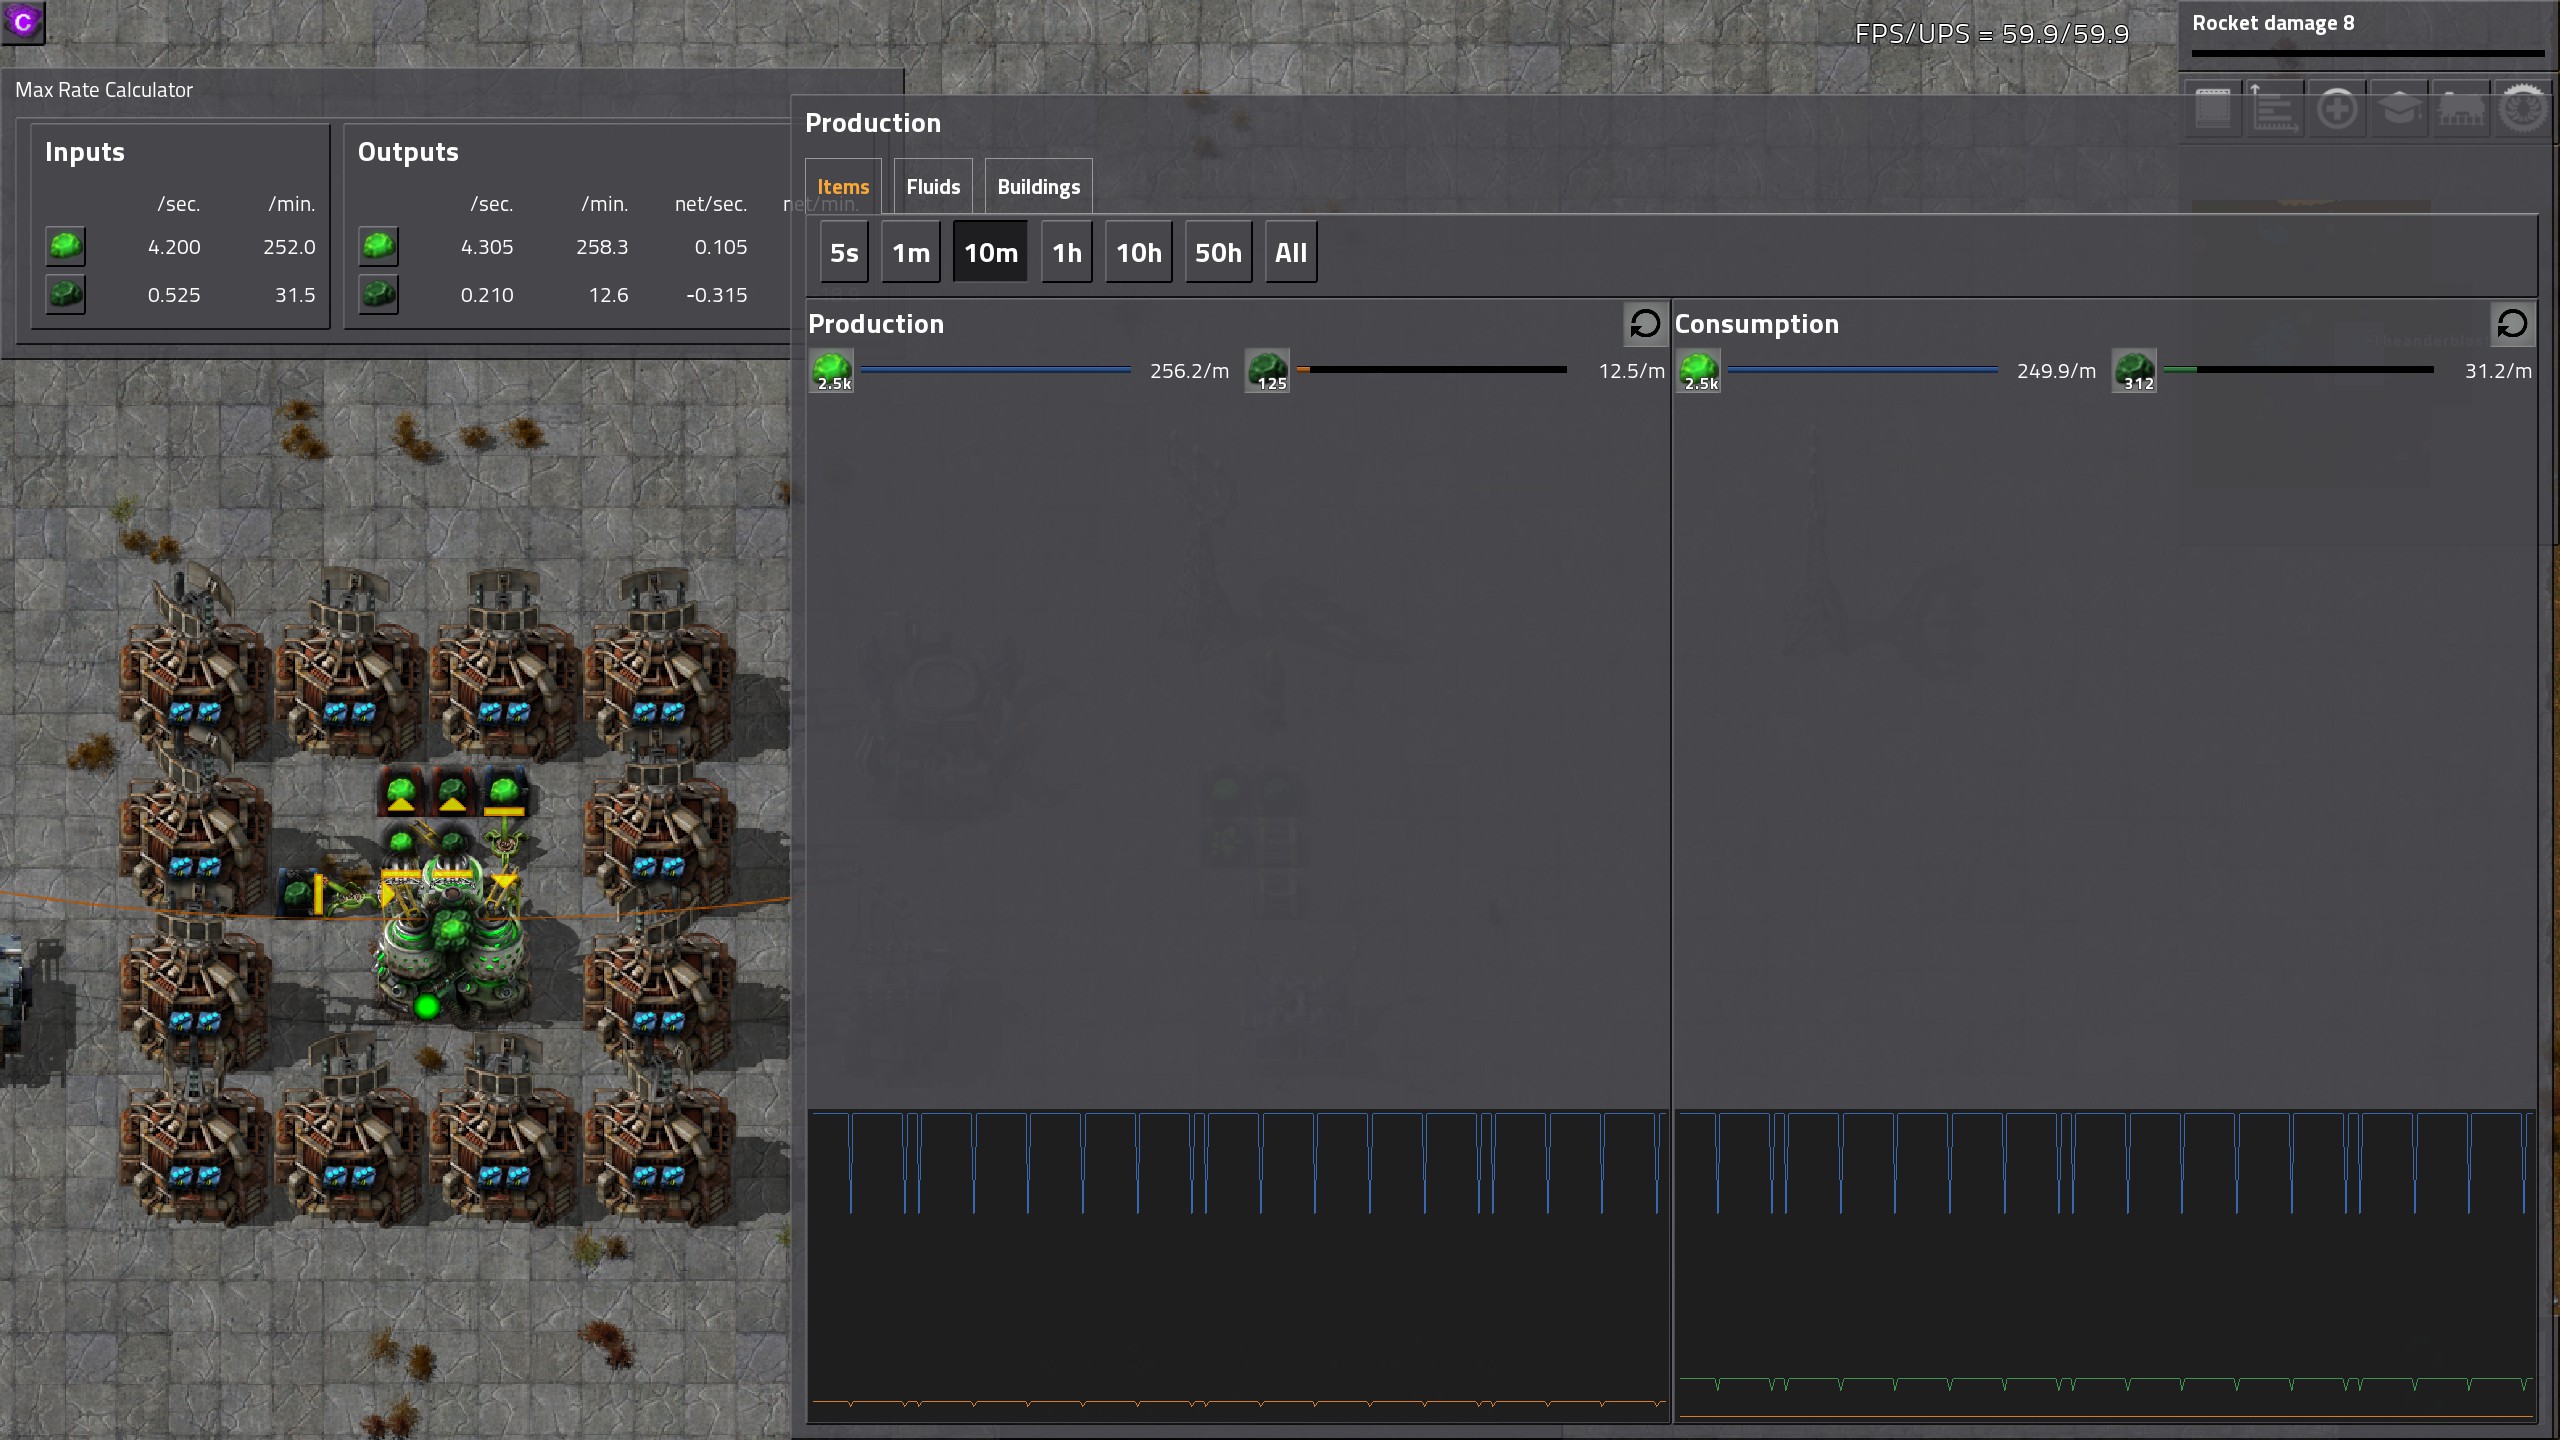 C
FPS/UPS = 59.9/59.9
Rocket damage 8
Max Rate Calculator
Inputs
/sec. /min.
4.200 252.0
0.525 31.5
Outputs
/sec. /min. net/sec. net/min.
4.305 258.3 0.105
0.210 12.6 -0.315
Production
Items Fluids Buildings
5s 1m 10m 1h 10h 50h All
Production
2.5k 256.2/m 125 12.5/m
Consumption
2.5k 249.9/m 312 31.2/m